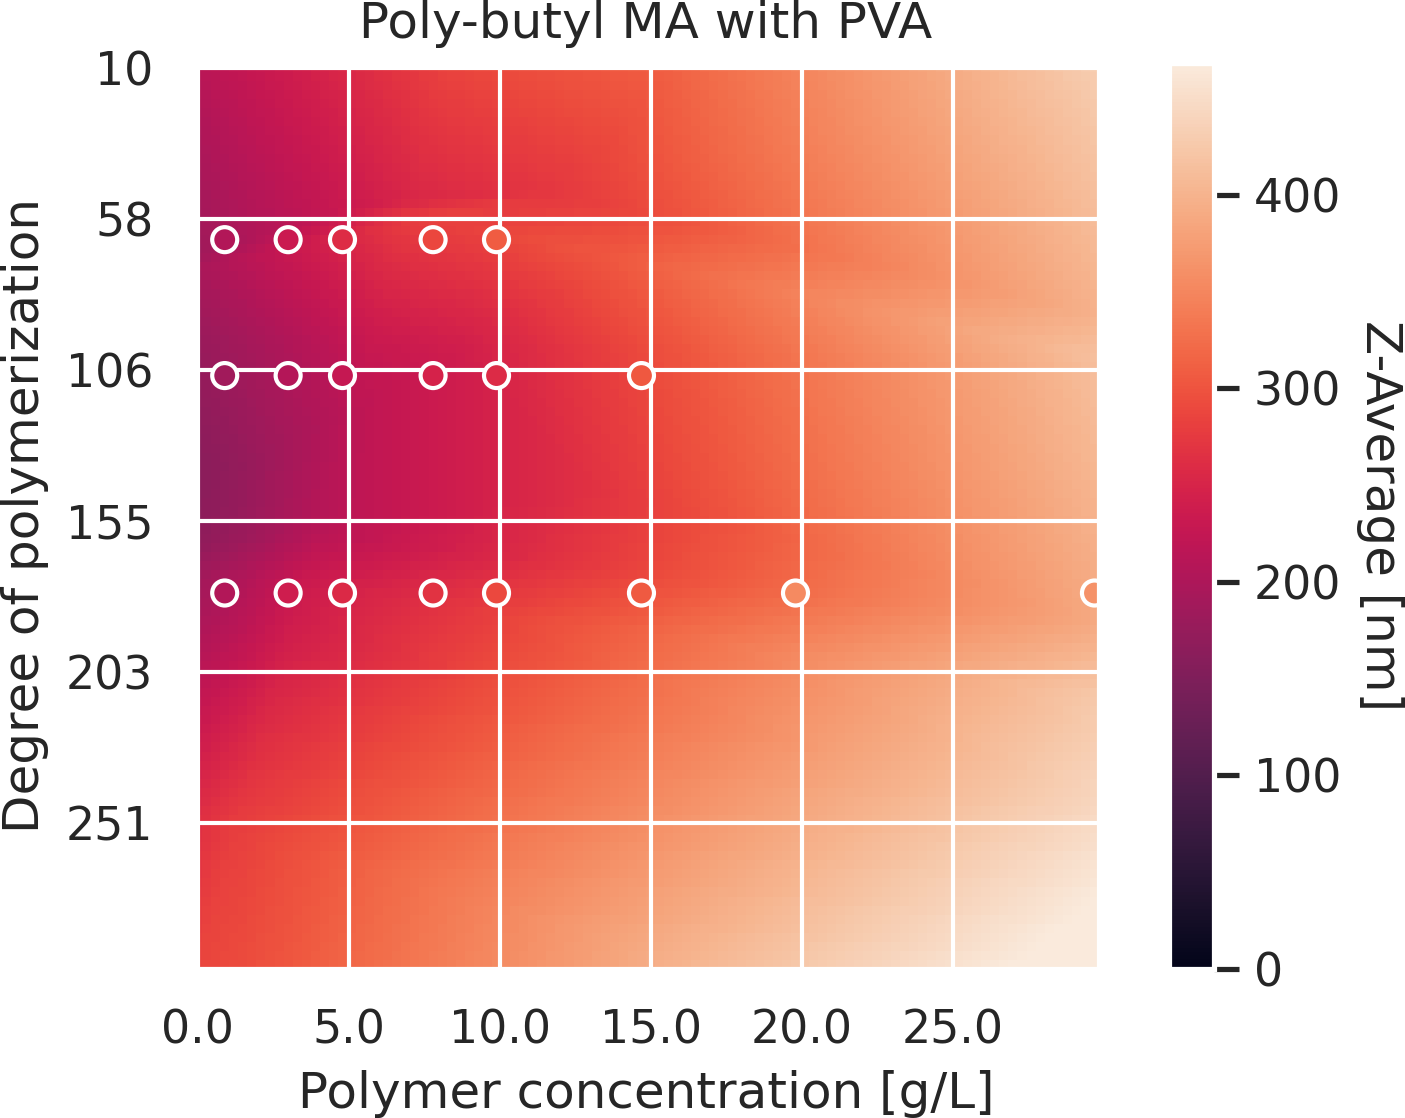 Poly-butyl MA with PVA
10
58
106
155
203
251
Degree of polymerization
0.0 5.0 10.0 15.0 20.0 25.0
Polymer concentration [g/L]
400
300
200
100
0
Z-Average [nm]